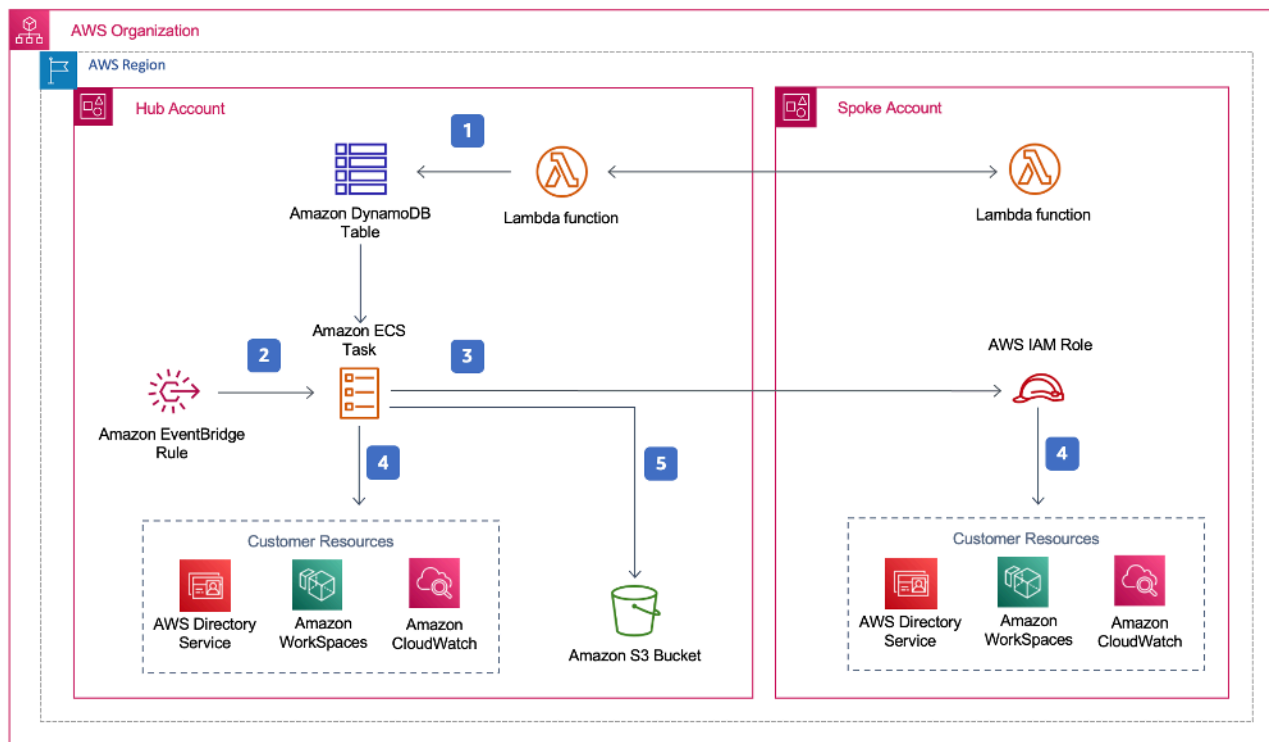 AWS Organization
AWS Region
Hub Account
Spoke Account
1
Amazon DynamoDB
Table
Lambda function
Lambda function
Amazon ECS
Task
2
3
AWS IAM Role
Amazon EventBridge
Rule
4
5
4
Customer Resources
AWS Directory
Service
Amazon
WorkSpaces
Amazon
CloudWatch
Amazon S3 Bucket
Customer Resources
AWS Directory
Service
Amazon
WorkSpaces
Amazon
CloudWatch